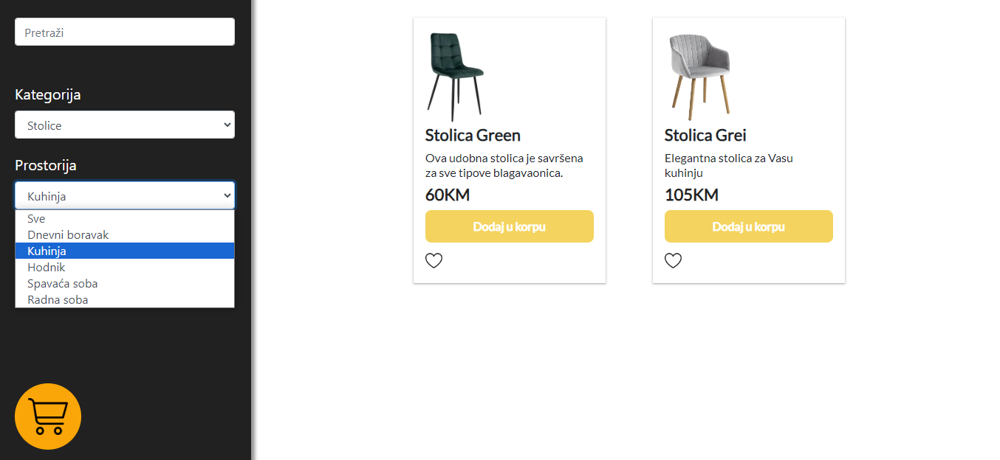 Pretraži
Kategorija
Stolice
Prostorija
Kuhinja
Sve
Dnevni boravak
Kuhinja
Hodnik
Spavaća soba
Radna soba
Stolica Green
Ova udobna stolica je savršena
za sve tipove blagavaonica.
60KM
Dodaj u korpu
Stolica Grei
Elegantna stolica za Vasu
kuhinju
105KM
Dodaj u korpu